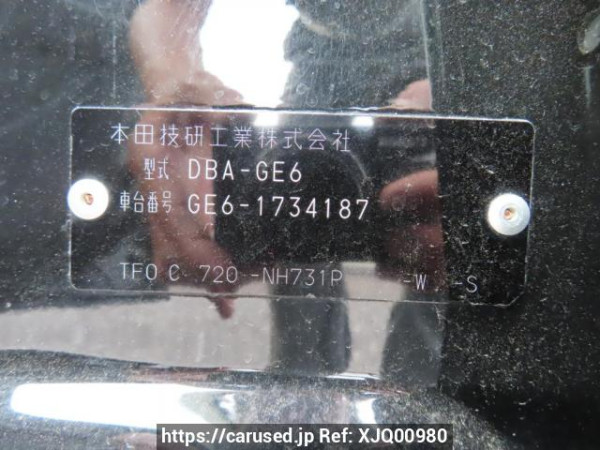 本田技研工業株式会社
型式 DBA-GE6
車台番号 GE6-1734187
TF0 C 720 -NH731P -W -S
https://carused.jp Ref: XJQ00980